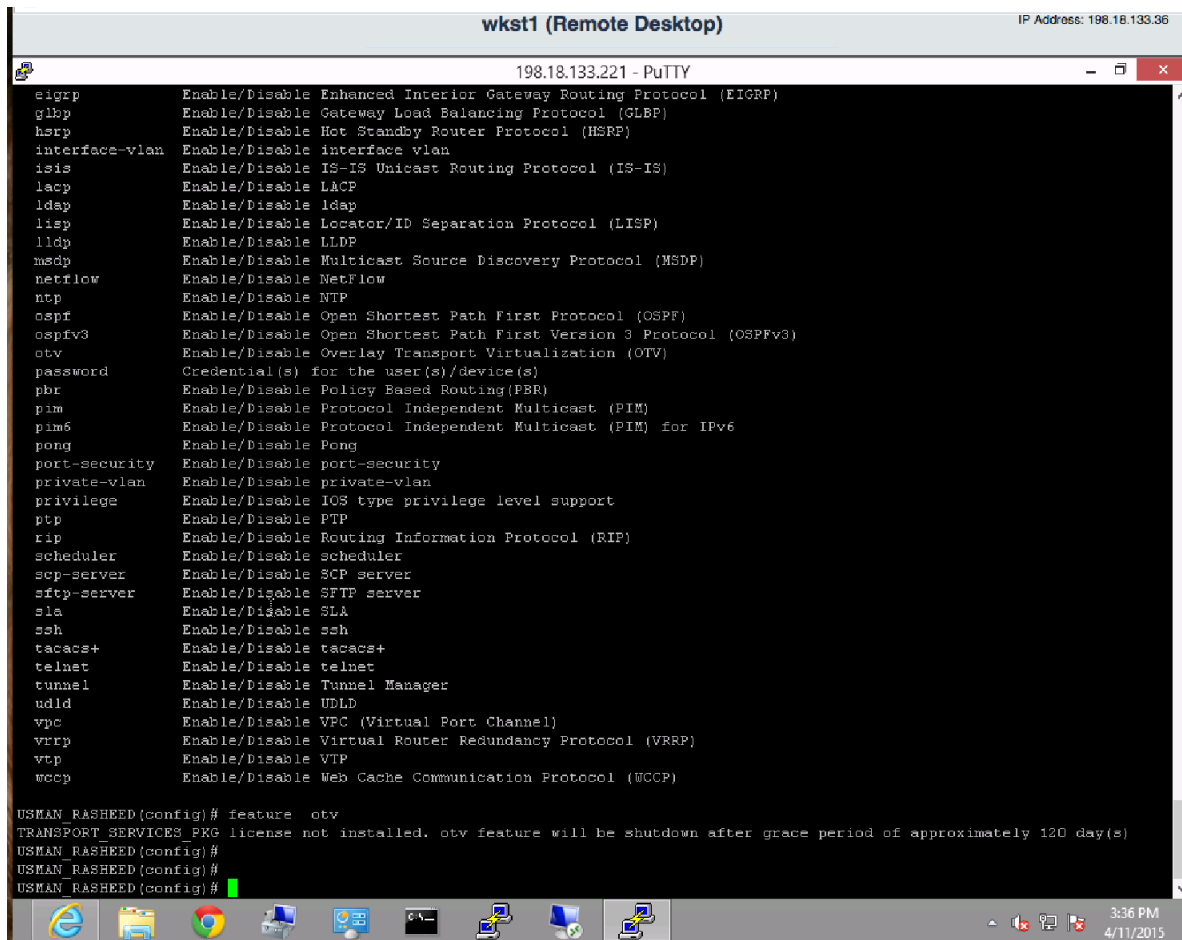 wkst1 (Remote Desktop)
IP Address: 198.18.133.36
198.18.133.221 - PuTTY
eigrp Enable/Disable Enhanced Interior Gateway Routing Protocol (EIGRP)
glbp Enable/Disable Gateway Load Balancing Protocol (GLBP)
hsrp Enable/Disable Hot Standby Router Protocol (HSRP)
interface-vlan Enable/Disable interface vlan
isis Enable/Disable IS-IS Unicast Routing Protocol (IS-IS)
lacp Enable/Disable LACP
ldap Enable/Disable ldap
lisp Enable/Disable Locator/ID Separation Protocol (LISP)
lldp Enable/Disable LLDP
msdp Enable/Disable Multicast Source Discovery Protocol (MSDP)
netflow Enable/Disable NetFlow
ntp Enable/Disable NTP
ospf Enable/Disable Open Shortest Path First Protocol (OSPF)
ospfv3 Enable/Disable Open Shortest Path First Version 3 Protocol (OSPFv3)
otv Enable/Disable Overlay Transport Virtualization (OTV)
password Credential(s) for the user(s)/device(s)
pbr Enable/Disable Policy Based Routing(PBR)
pim Enable/Disable Protocol Independent Multicast (PIM)
pim6 Enable/Disable Protocol Independent Multicast (PIM) for IPv6
pong Enable/Disable Pong
port-security Enable/Disable port-security
private-vlan Enable/Disable private-vlan
privilege Enable/Disable IOS type privilege level support
ptp Enable/Disable PTP
rip Enable/Disable Routing Information Protocol (RIP)
scheduler Enable/Disable scheduler
scp-server Enable/Disable SCP server
sftp-server Enable/Disable SFTP server
sla Enable/Disable SLA
ssh Enable/Disable ssh
tacacs+ Enable/Disable tacacs+
telnet Enable/Disable telnet
tunnel Enable/Disable Tunnel Manager
udld Enable/Disable UDLD
vpc Enable/Disable VPC (Virtual Port Channel)
vrrp Enable/Disable Virtual Router Redundancy Protocol (VRRP)
vtp Enable/Disable VTP
wccp Enable/Disable Web Cache Communication Protocol (WCCP)
USMAN_RASHEED(config)# feature  otv
TRANSPORT_SERVICES_PKG license not installed. otv feature will be shutdown after grace period of approximately 120 day(s)
USMAN_RASHEED(config)#
USMAN_RASHEED(config)#
USMAN_RASHEED(config)#
3:36 PM
4/11/2015